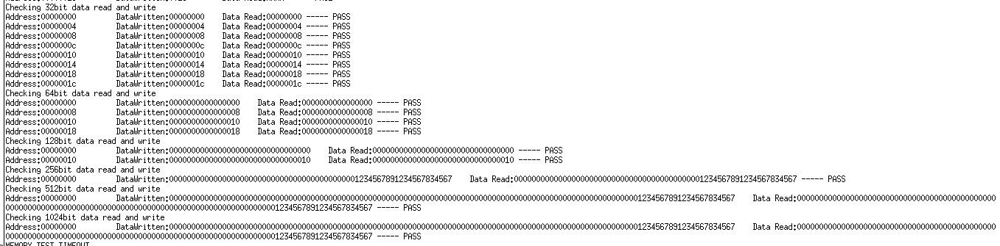 Checking 32bit data read and write
Address:00000000 DataWritten:00000000 Data Read:00000000 ----- PASS
Address:00000004 DataWritten:00000004 Data Read:00000004 ----- PASS
Address:00000008 DataWritten:00000008 Data Read:00000008 ----- PASS
Address:0000000c DataWritten:0000000c Data Read:0000000c ----- PASS
Address:00000010 DataWritten:00000010 Data Read:00000010 ----- PASS
Address:00000014 DataWritten:00000014 Data Read:00000014 ----- PASS
Address:00000018 DataWritten:00000018 Data Read:00000018 ----- PASS
Address:0000001c DataWritten:0000001c Data Read:0000001c ----- PASS
Checking 64bit data read and write
Address:00000000 DataWritten:0000000000000000 Data Read:0000000000000000 ----- PASS
Address:00000008 DataWritten:0000000000000008 Data Read:0000000000000008 ----- PASS
Address:00000010 DataWritten:0000000000000010 Data Read:0000000000000010 ----- PASS
Address:00000018 DataWritten:0000000000000018 Data Read:0000000000000018 ----- PASS
Checking 128bit data read and write
Address:00000000 DataWritten:00000000000000000000000000000000 Data Read:00000000000000000000000000000000 ----- PASS
Address:00000010 DataWritten:00000000000000000000000000000010 Data Read:00000000000000000000000000000010 ----- PASS
Checking 256bit data read and write
Address:00000000 DataWritten:0000000000000000000000000000000000000000001234567891234567834567 Data Read:0000000000000000000000000000000000000000001234567891234567834567 ----- PASS
Checking 512bit data read and write
Address:00000000 DataWritten:00000000000000000000000000000000000000000000000000000000000000000000000000000000000000000000000000000000001234567891234567834567 Data Read:000000000000000000000000000000000000000000000
00000000000000000000000000000000000000000000000000000000000001234567891234567834567 ----- PASS
Checking 1024bit data read and write
Address:00000000 DataWritten:00000000000000000000000000000000000000000000000000000000000000000000000000000000000000000000000000000000001234567891234567834567 Data Read:000000000000000000000000000000000000000000000
00000000000000000000000000000000000000000000000000000000000001234567891234567834567 ----- PASS
MEMORY TEST TIMEOUT